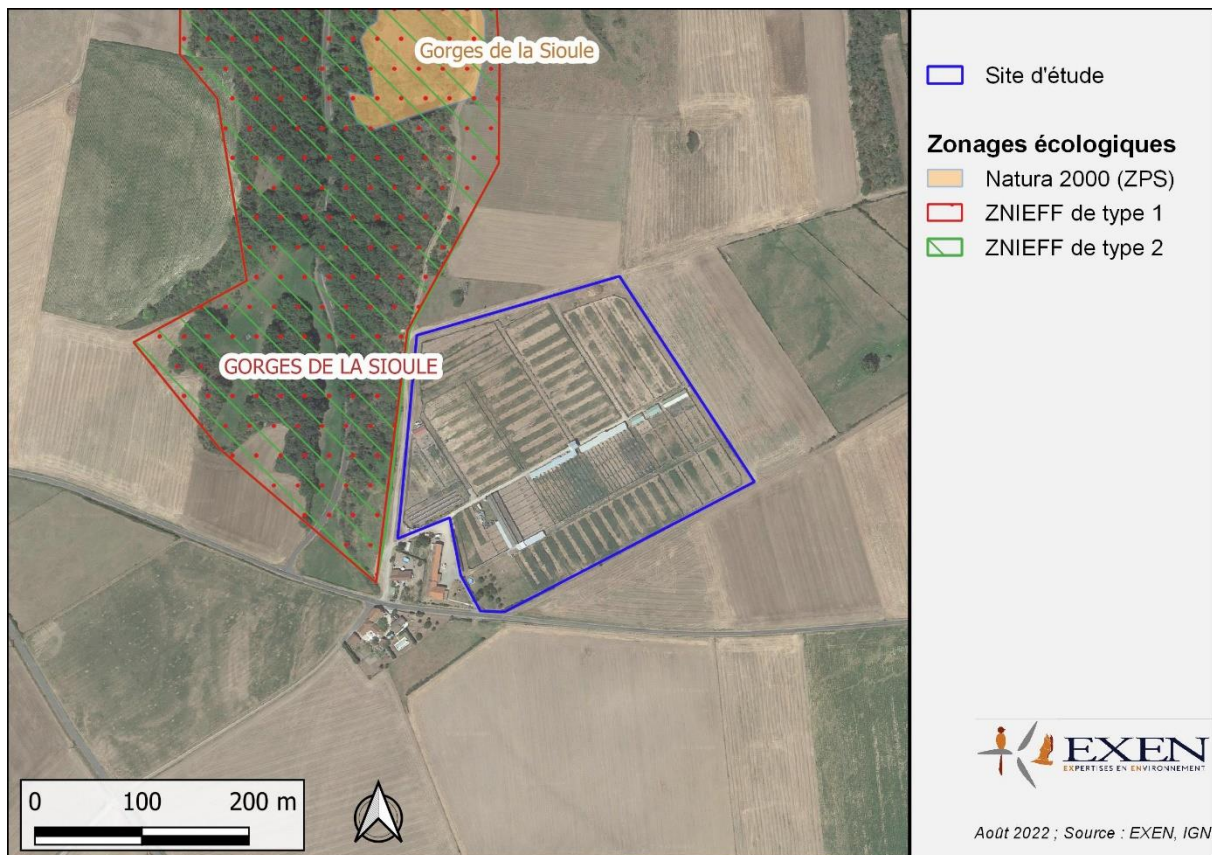 Gorges de la Sioule
GORGES DE LA SIOULE
0 100 200 m
Site d'étude
Zonages écologiques
Natura 2000 (ZPS)
ZNIEFF de type 1
ZNIEFF de type 2
EXEN
EXPERTISES EN ENVIRONNEMENT
Août 2022 ; Source : EXEN, IGN